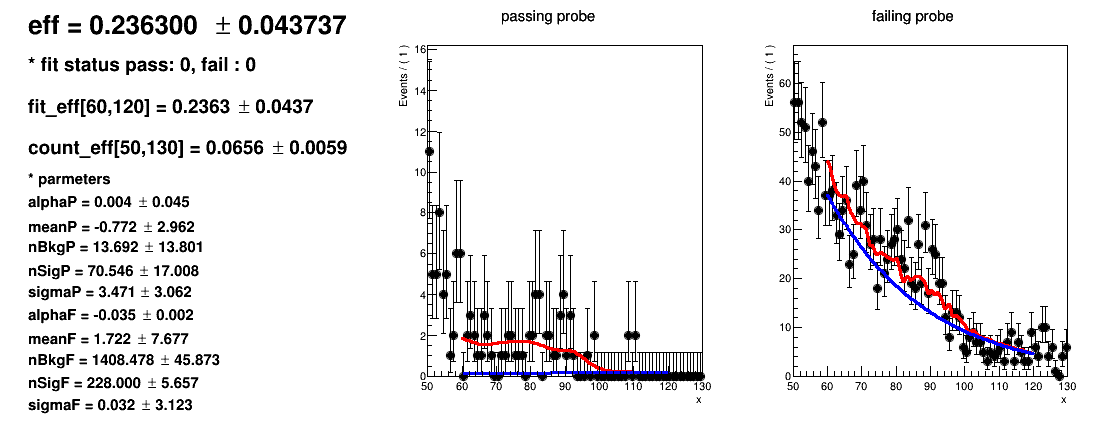 eff = 0.236300 ± 0.043737
* fit status pass: 0, fail : 0
fit_eff[60,120] = 0.2363 ± 0.0437
count_eff[50,130] = 0.0656 ± 0.0059
* parmeters
alphaP = 0.004 ± 0.045
meanP = -0.772 ± 2.962
nBkgP = 13.692 ± 13.801
nSigP = 70.546 ± 17.008
sigmaP = 3.471 ± 3.062
alphaF = -0.035 ± 0.002
meanF = 1.722 ± 7.677
nBkgF = 1408.478 ± 45.873
nSigF = 228.000 ± 5.657
sigmaF = 0.032 ± 3.123
passing probe
Events / ( 1 )
16
14
12
10
8
6
4
2
0
50 60 70 80 90 100 110 120 130
x
failing probe
Events / ( 1 )
60
50
40
30
20
10
0
50 60 70 80 90 100 110 120 130
x